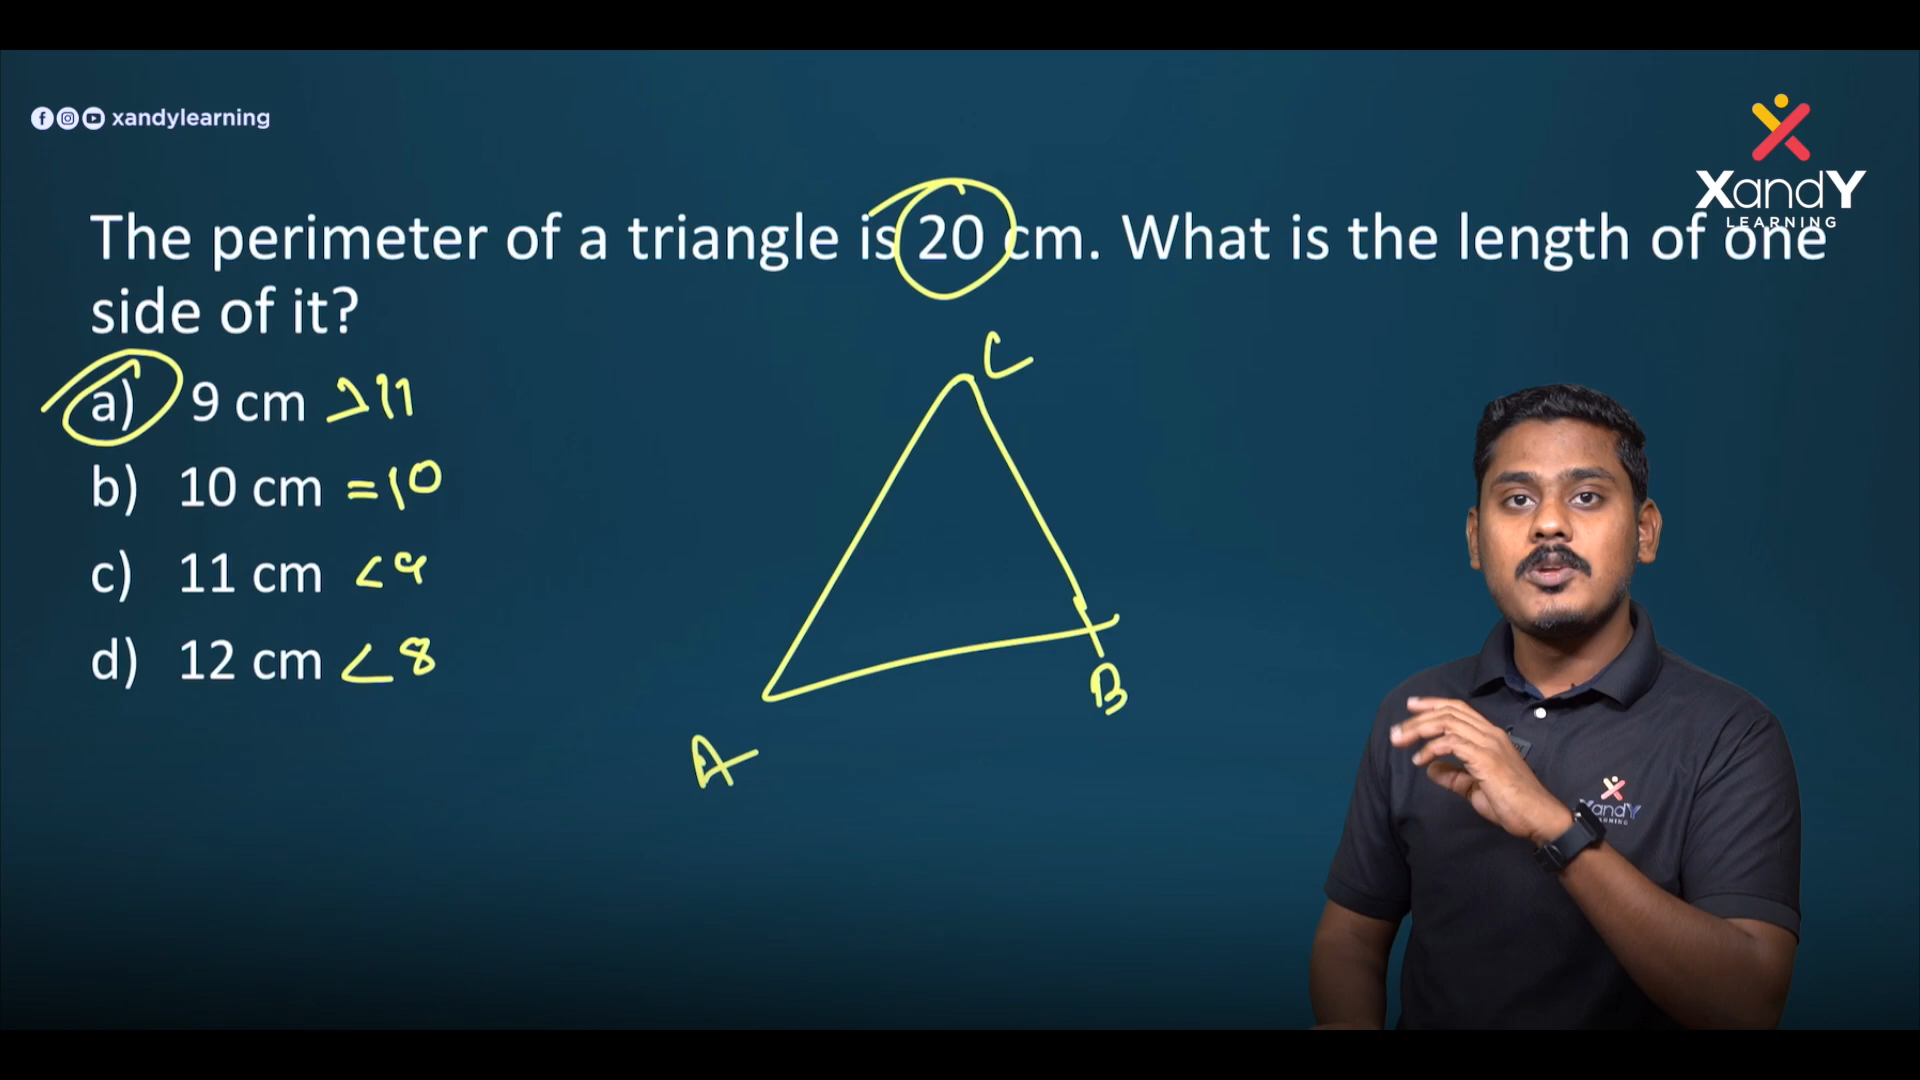 xandylearning
XandY
LEARNING
The perimeter of a triangle is 20 cm. What is the length of one
side of it?
a) 9 cm >11
b) 10 cm =10
c) 11 cm <9
d) 12 cm <8
C
B
A
XandY